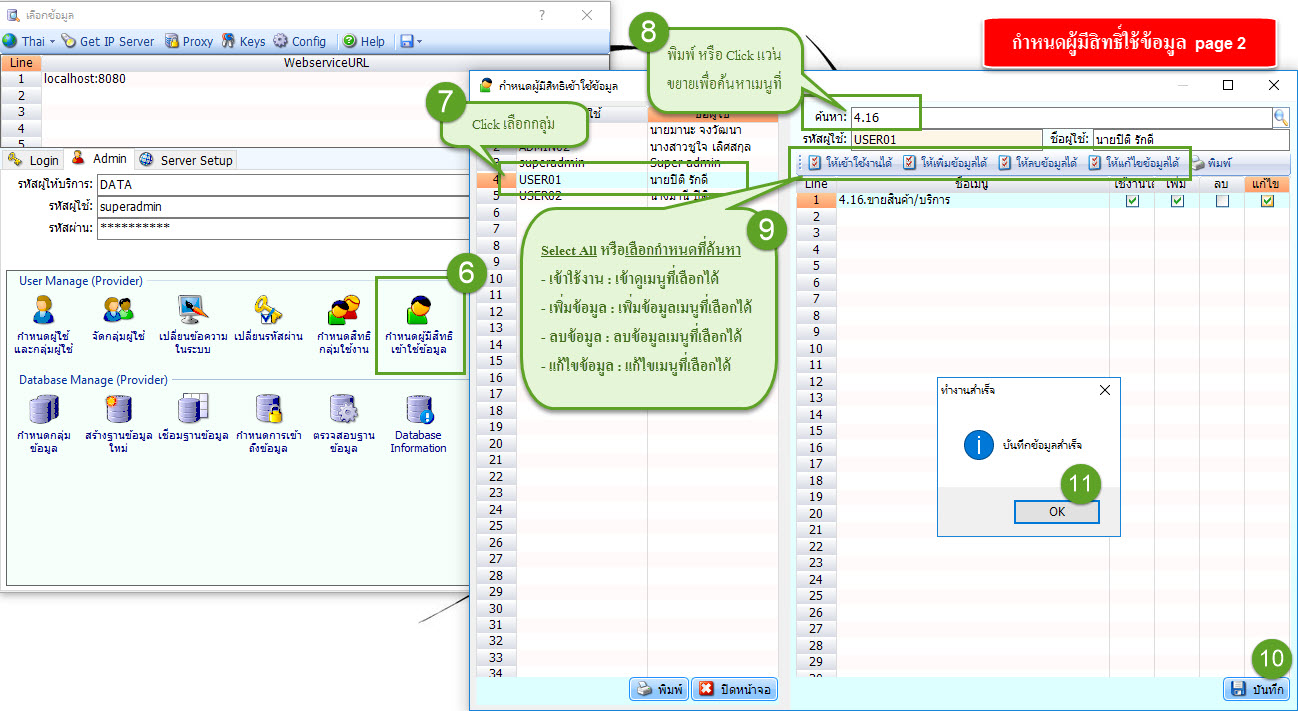 เลือกข้อมูล
Thai Get IP Server Proxy Keys Config Help
Line WebserviceURL
1 localhost:8080
2
3
4
5
Login Admin Server Setup
รหัสผู้ให้บริการ: DATA
รหัสผู้ใช้: superadmin
รหัสผ่าน: **********
User Manage (Provider)
กำหนดผู้ใช้และกลุ่มผู้ใช้
จัดกลุ่มผู้ใช้
เปลี่ยนข้อความในระบบ
เปลี่ยนรหัสผ่าน
กำหนดสิทธิกลุ่มใช้งาน
กำหนดผู้มีสิทธิเข้าใช้ข้อมูล
6
Database Manage (Provider)
กำหนดกลุ่มข้อมูล
สร้างฐานข้อมูลใหม่
เชื่อมฐานข้อมูล
กำหนดการเข้าถึงข้อมูล
ตรวจสอบฐานข้อมูล
Database Information
กำหนดผู้มีสิทธิ์ใช้ข้อมูล page 2
8
พิมพ์ หรือ Click แว่น
ขยายเพื่อค้นหาเมนูที่
กำหนดผู้มีสิทธิเข้าใช้ข้อมูล
7
Click เลือกกลุ่ม
นายมานะ จงวัฒนา
2 ADMIN02 นางสาวชูใจ เลิศสกุล
3 superadmin Super admin
4 USER01 นายปิติ รักดี
5 USER02 นางมานี ปิติ
6
7
8
9
10
11
12
13
14
15
16
17
18
19
20
21
22
23
24
25
26
27
28
29
30
31
32
33
34
พิมพ์ ปิดหน้าจอ
9
Select All หรือเลือกกำหนดที่ค้นหา
- เข้าใช้งาน : เข้าดูเมนูที่เลือกได้
- เพิ่มข้อมูล : เพิ่มข้อมูลเมนูที่เลือกได้
- ลบข้อมูล : ลบข้อมูลเมนูที่เลือกได้
- แก้ไขข้อมูล : แก้ไขเมนูที่เลือกได้
ค้นหา: 4.16
รหัสผู้ใช้: USER01 ชื่อผู้ใช้: นายปิติ รักดี
ให้เข้าใช้งานได้ ให้เพิ่มข้อมูลได้ ให้ลบข้อมูลได้ ให้แก้ไขข้อมูลได้ พิมพ์
Line ชื่อเมนู ใช้งานได้ เพิ่ม ลบ แก้ไข
1 4.16.ขายสินค้า/บริการ
2
3
4
5
6
7
8
9
10
11
12
13
14
15
16
17
18
19
20
21
22
23
24
25
26
27
28
29
ทำงานสำเร็จ
บันทึกข้อมูลสำเร็จ
11
OK
10
บันทึก